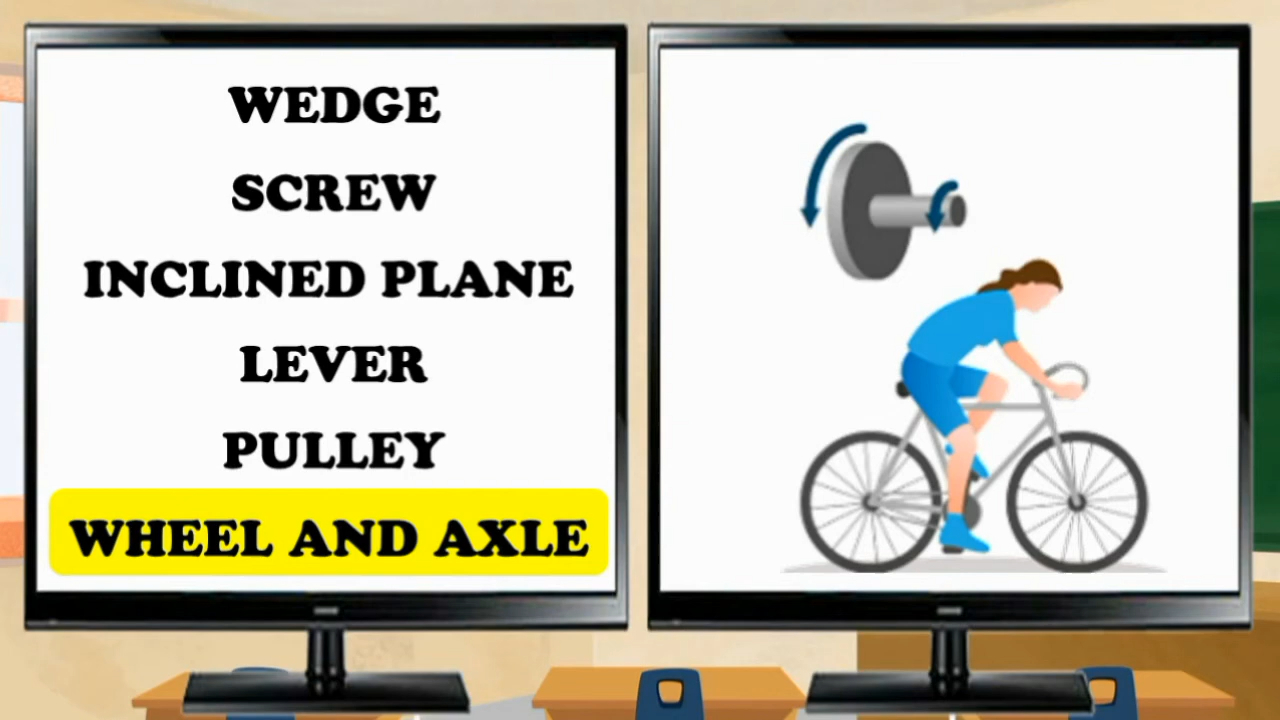 WEDGE
SCREW
INCLINED PLANE
LEVER
PULLEY
WHEEL AND AXLE